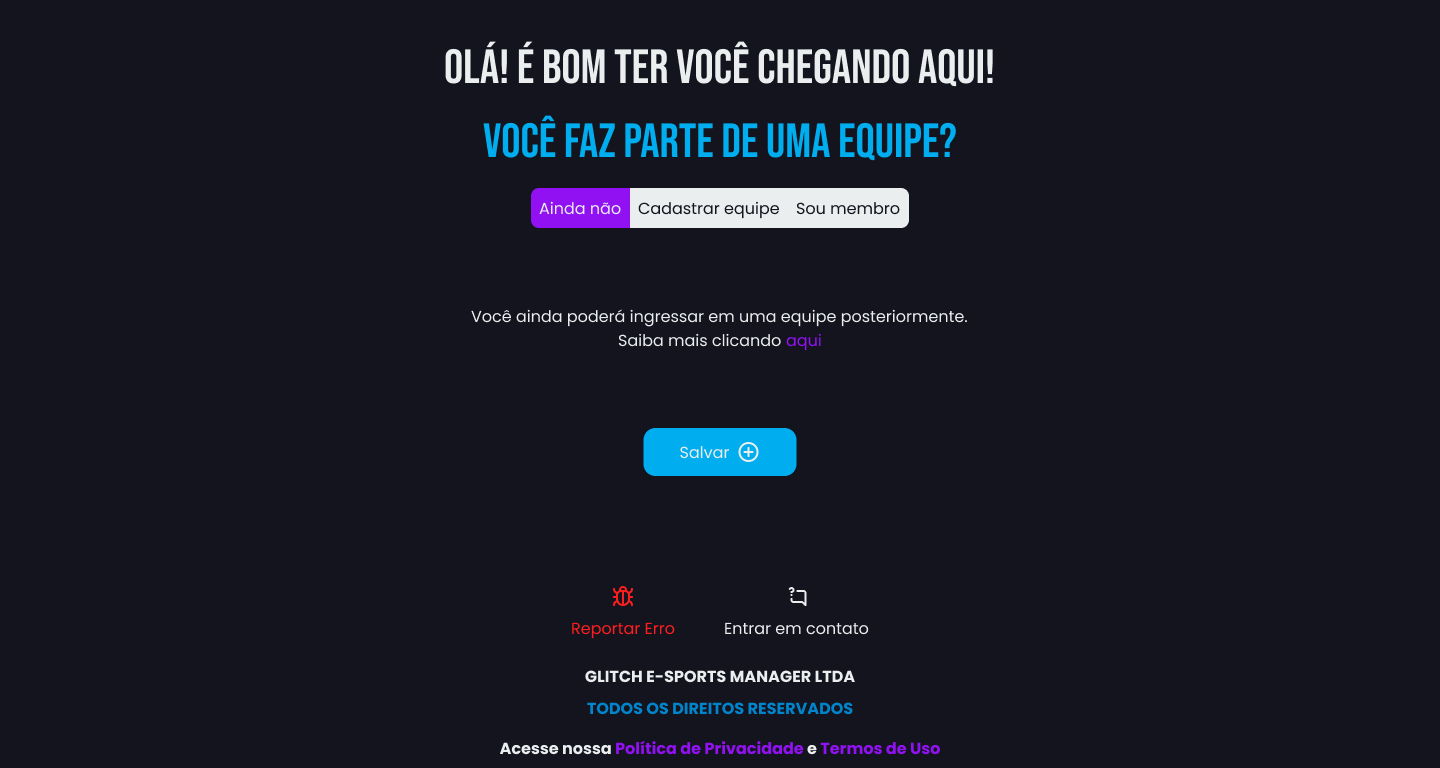 OLÁ! É BOM TER VOCÊ CHEGANDO AQUI!
VOCÊ FAZ PARTE DE UMA EQUIPE?
Ainda não Cadastrar equipe Sou membro
Você ainda poderá ingressar em uma equipe posteriormente.
Saiba mais clicando aqui
Salvar
Reportar Erro Entrar em contato
GLITCH E-SPORTS MANAGER LTDA
TODOS OS DIREITOS RESERVADOS
Acesse nossa Política de Privacidade e Termos de Uso